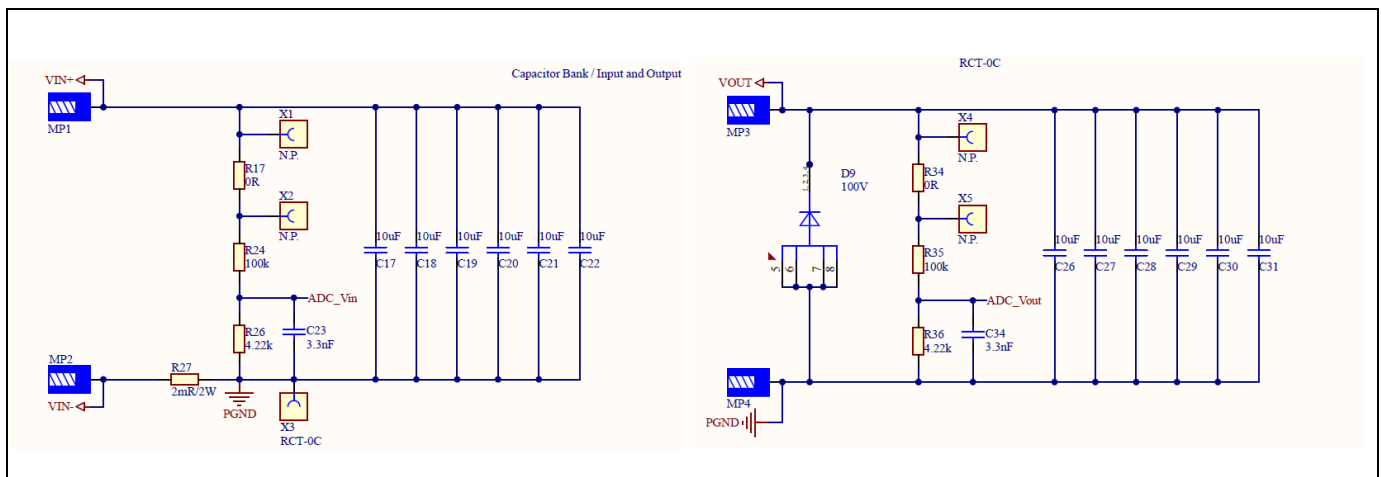 Capacitor Bank / Input and Output
VIN+
MP1
X1
N.P.
R17
0R
X2
N.P.
R24
100k
ADC_Vin
R26
4.22k
C23
3.3nF
10uF
C17
10uF
C18
10uF
C19
10uF
C20
10uF
C21
10uF
C22
MP2
VIN-
R27
2mR/2W
PGND
X3
RCT-0C
RCT-0C
VOUT
MP3
1, 2, 3, 4
D9
100V
5
6
7
8
X4
N.P.
R34
0R
X5
N.P.
R35
100k
ADC_Vout
R36
4.22k
C34
3.3nF
10uF
C26
10uF
C27
10uF
C28
10uF
C29
10uF
C30
10uF
C31
MP4
PGND